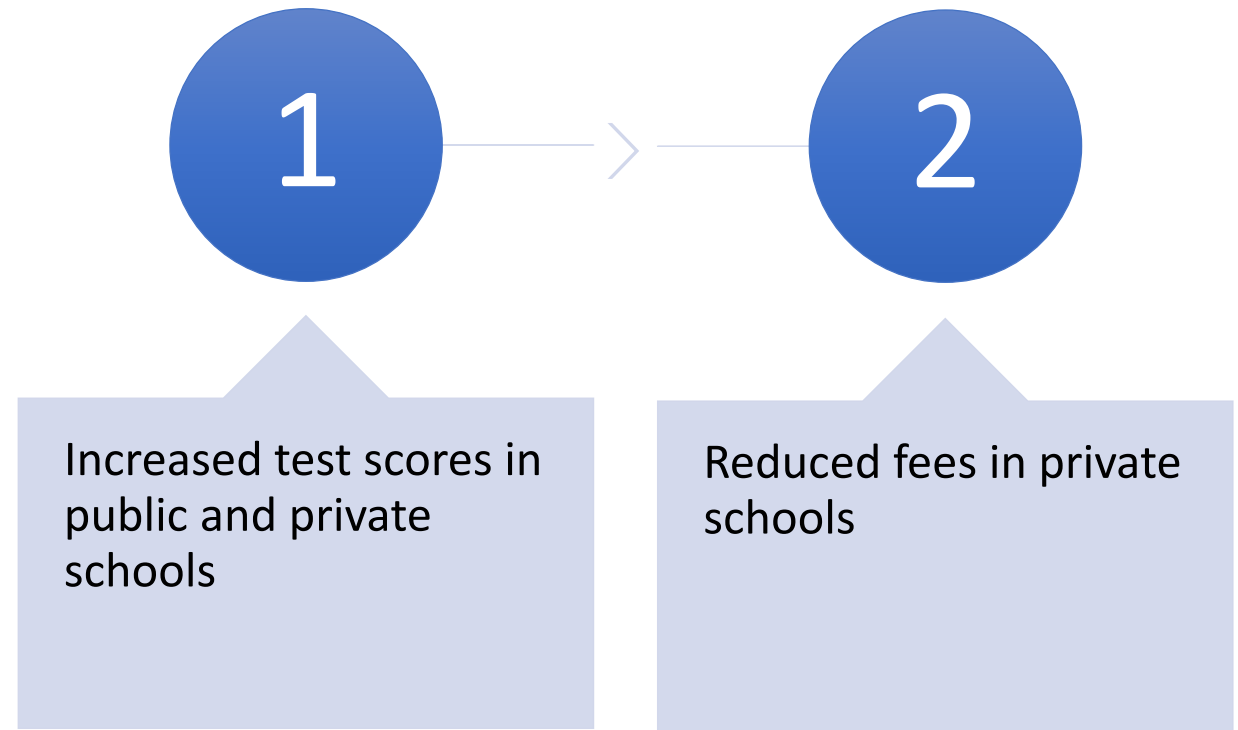 1
2
Increased test scores in
public and private
schools
Reduced fees in private
schools